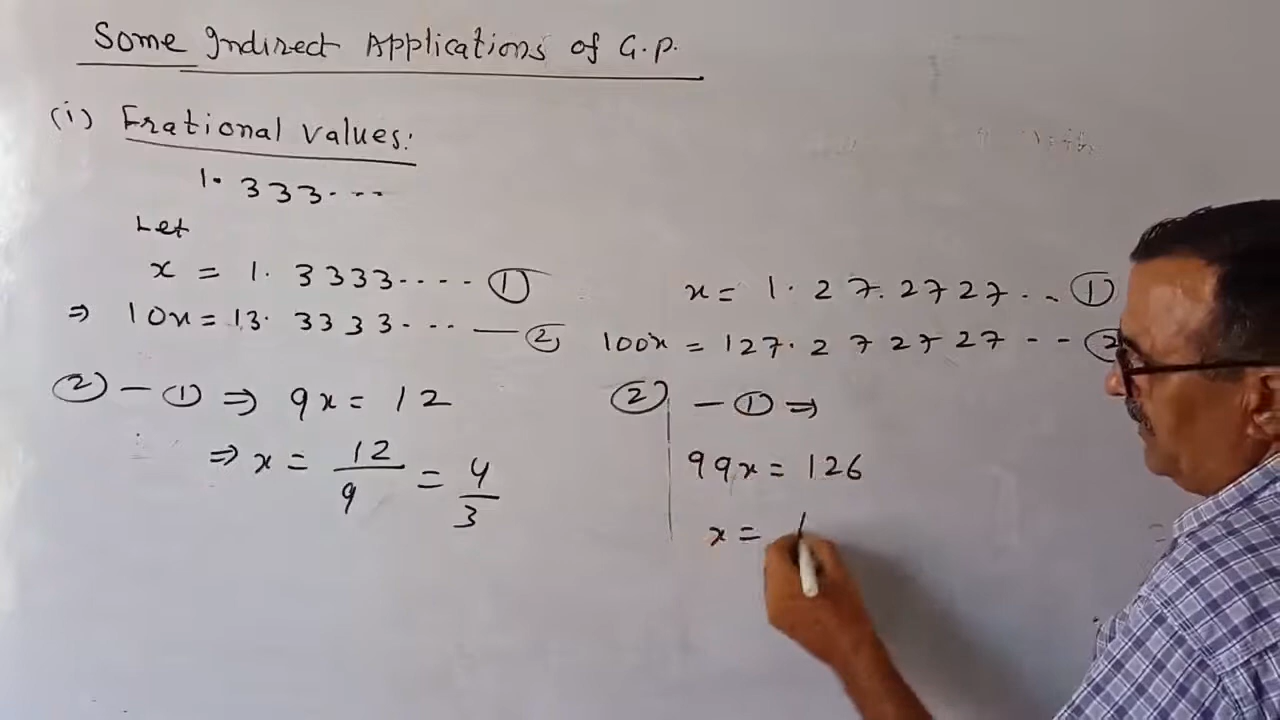 Some Indirect Applications of G.P.
(i) Frational values:
1.333...
Let
x = 1.3333.... ①
⇒ 10x = 13.3333... — ②
② - ① ⇒ 9x = 12
⇒ x = 12/9 = 4/3
x = 1.27.2727... ①
100x = 127.272727-- ②
② - ① ⇒
99x = 126
x =